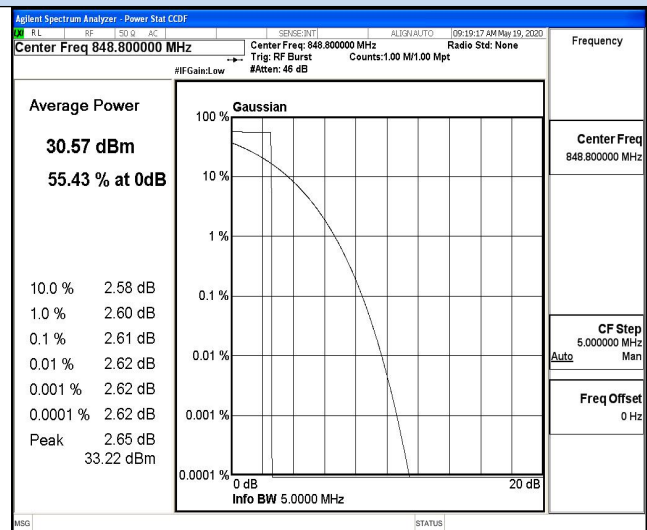 Agilent Spectrum Analyzer - Power Stat CCDF
LXI RL RF 50 Ω AC SENSE:INT ALIGN AUTO 09:19:17 AM May 19, 2020
Center Freq 848.800000 MHz
Center Freq: 848.800000 MHz Radio Std: None
Trig: RF Burst Counts:1.00 M/1.00 Mpt
#IFGain:Low #Atten: 46 dB
Frequency
Average Power
30.57 dBm
55.43 % at 0dB
10.0 % 2.58 dB
1.0 % 2.60 dB
0.1 % 2.61 dB
0.01 % 2.62 dB
0.001 % 2.62 dB
0.0001 % 2.62 dB
Peak 2.65 dB
33.22 dBm
Gaussian
100 %
10 %
1 %
0.1 %
0.01 %
0.001 %
0.0001 %
0 dB 20 dB
Info BW 5.0000 MHz
Center Freq
848.800000 MHz
CF Step
5.000000 MHz
Auto Man
Freq Offset
0 Hz
MSG STATUS